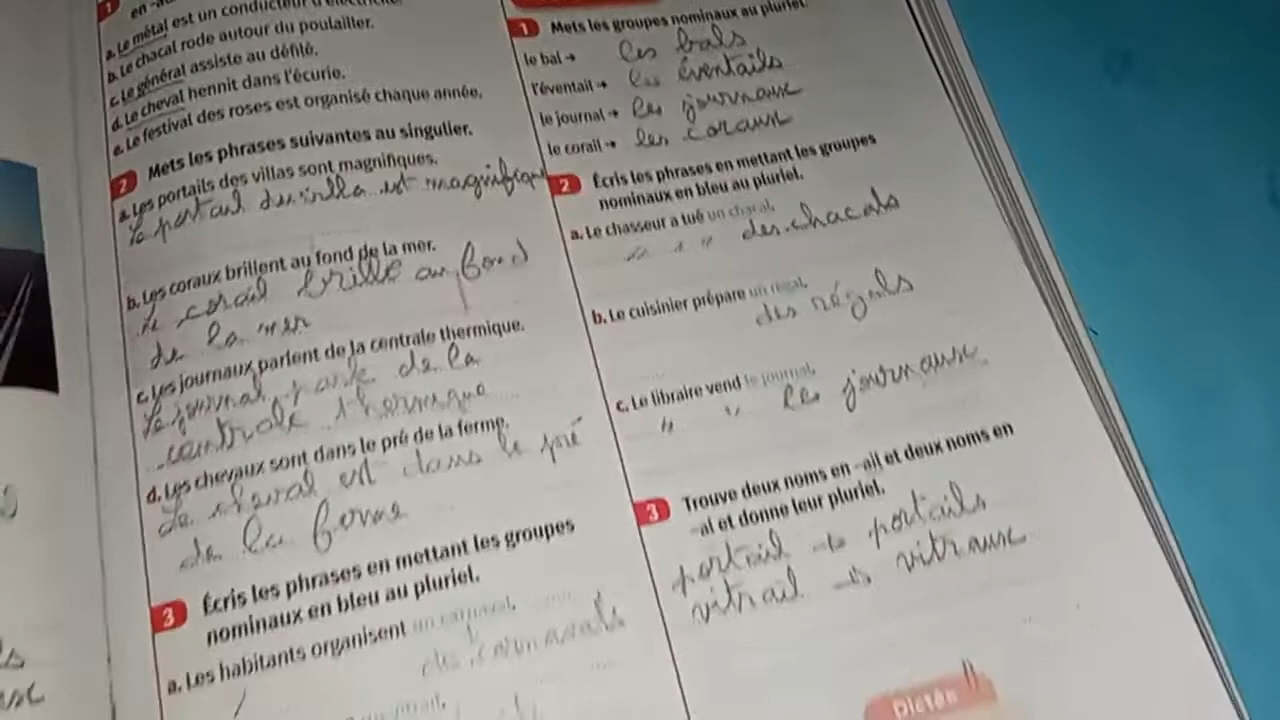 1
en -a
a. Le métal est un conducteur d'électricité.
b. Le chacal rode autour du poulailler.
c. Le général assiste au défilé.
d. Le cheval hennit dans l'écurie.
e. Le festival des roses est organisé chaque année.
2 Mets les phrases suivantes au singulier.
a. Les portails des villas sont magnifiques.
Le portail villa est magnifique
b. Les coraux brillent au fond de la mer.
Le corail brille au fond
de la mer
c. Les journaux parlent de la centrale thermique.
Le journal parle de la
centrale thermique
d. Les chevaux sont dans le pré de la ferme.
Le cheval est dans le pré
de la ferme
3 Écris les phrases en mettant les groupes
nominaux en bleu au pluriel.
a. Les habitants organisent un carnaval.
des carnavals
1 Mets les groupes nominaux au pluriel.
le bal → les bals
l'éventail → les éventails
le journal → les journaux
le corail → les coraux
2 Écris les phrases en mettant les groupes
nominaux en bleu au pluriel.
a. Le chasseur a tué un chacal.
" " " des chacals
b. Le cuisinier prépare un régal.
des régals
c. Le libraire vend le journal.
" " les journaux
3 Trouve deux noms en -ail et deux noms en
-al et donne leur pluriel.
portail → portails
vitrail → vitraux
Dictée